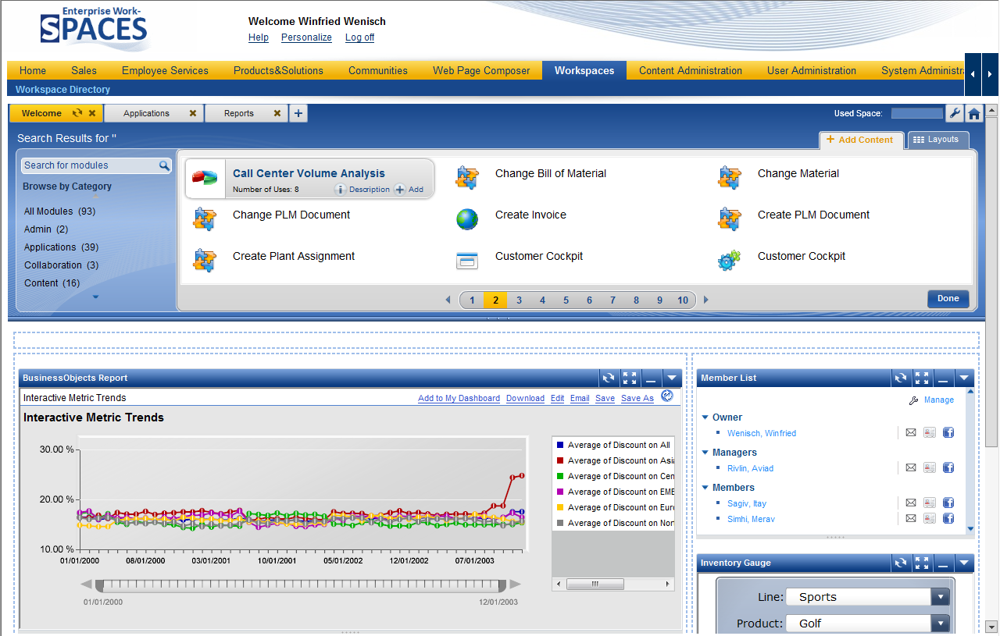 Enterprise Work-
SPACES
Welcome Winfried Wenisch
Help Personalize Log off
Home Sales Employee Services Products&Solutions Communities Web Page Composer Workspaces Content Administration User Administration System Administra
Workspace Directory
Welcome Applications Reports Used Space:
Search Results for "
Add Content Layouts
Search for modules
Browse by Category
All Modules (93)
Admin (2)
Applications (39)
Collaboration (3)
Content (16)
Call Center Volume Analysis
Number of Uses: 8 Description Add
Change Bill of Material
Change Material
Change PLM Document
Create Invoice
Create PLM Document
Create Plant Assignment
Customer Cockpit
Customer Cockpit
1 2 3 4 5 6 7 8 9 10
Done
BusinessObjects Report
Interactive Metric Trends
Add to My Dashboard Download Edit Email Save Save As
Interactive Metric Trends
30.00 %
20.00 %
10.00 %
01/01/2000 08/01/2000 03/01/2001 10/01/2001 05/01/2002 12/01/2002 07/01/2003
01/01/2000 12/01/2003
Average of Discount on All
Average of Discount on Asia
Average of Discount on Cen
Average of Discount on EME
Average of Discount on Euro
Average of Discount on Nor
Member List
Manage
Owner
Wenisch, Winfried
Managers
Rivlin, Aviad
Members
Sagiv, Itay
Simhi, Merav
Inventory Gauge
Line: Sports
Product: Golf